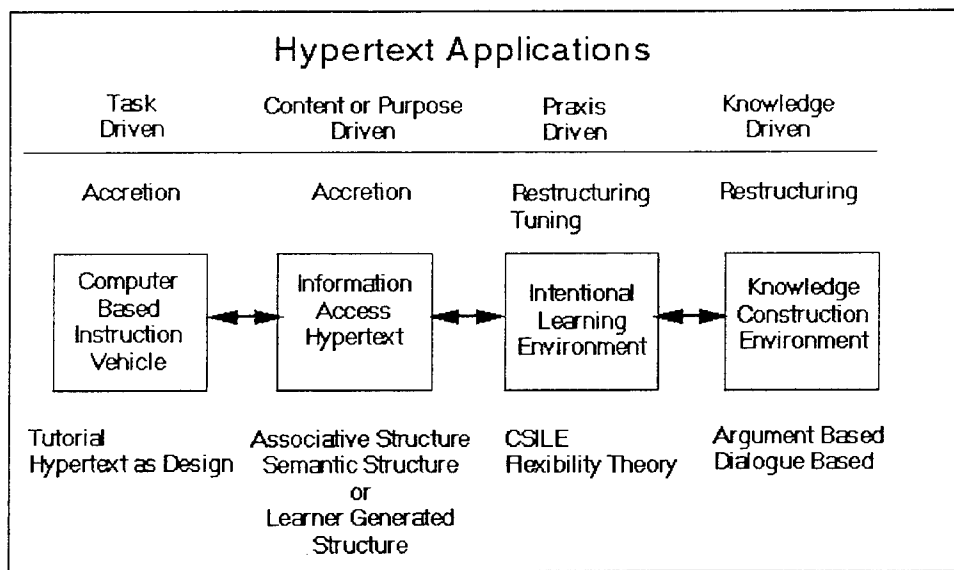 Hypertext Applications
Task
Driven
Content or Purpose
Driven
Praxis
Driven
Knowledge
Driven
Accretion
Accretion
Restructuring
Tuning
Restructuring
Computer
Based
Instruction
Vehicle
Information
Access
Hypertext
Intentional
Learning
Environment
Knowledge
Construction
Environment
Tutorial
Hypertext as Design
Associative Structure
Semantic Structure
or
Learner Generated
Structure
CSILE
Flexibility Theory
Argument Based
Dialogue Based